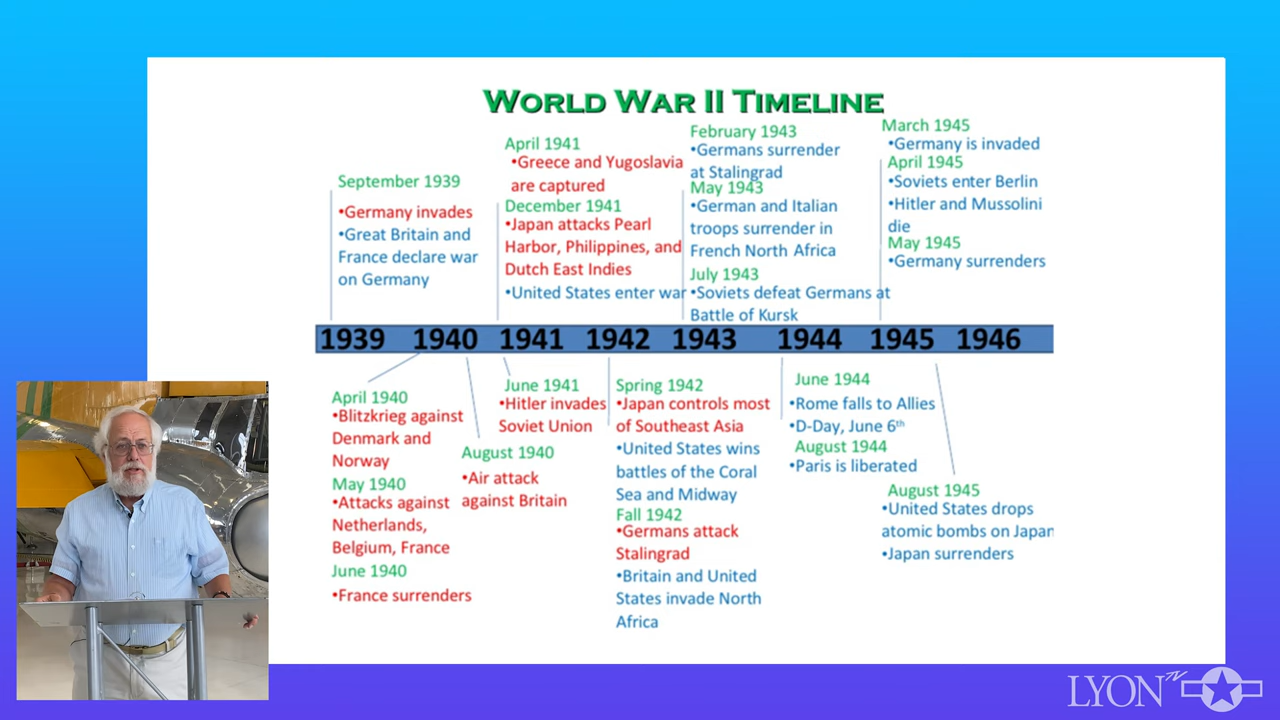 World War II Timeline
September 1939
•Germany invades
•Great Britain and
France declare war
on Germany
April 1941
•Greece and Yugoslavia
are captured
December 1941
•Japan attacks Pearl
Harbor, Philippines, and
Dutch East Indies
•United States enter war
February 1943
•Germans surrender
at Stalingrad
May 1943
•German and Italian
troops surrender in
French North Africa
July 1943
•Soviets defeat Germans at
Battle of Kursk
March 1945
•Germany is invaded
April 1945
•Soviets enter Berlin
•Hitler and Mussolini
die
May 1945
•Germany surrenders
1939 1940 1941 1942 1943 1944 1945 1946
April 1940
•Blitzkrieg against
Denmark and
Norway
May 1940
•Attacks against
Netherlands,
Belgium, France
June 1940
•France surrenders
August 1940
•Air attack
against Britain
June 1941
•Hitler invades
Soviet Union
Spring 1942
•Japan controls most
of Southeast Asia
•United States wins
battles of the Coral
Sea and Midway
Fall 1942
•Germans attack
Stalingrad
•Britain and United
States invade North
Africa
June 1944
•Rome falls to Allies
•D-Day, June 6th
August 1944
•Paris is liberated
August 1945
•United States drops
atomic bombs on Japan
•Japan surrenders
LYON TV